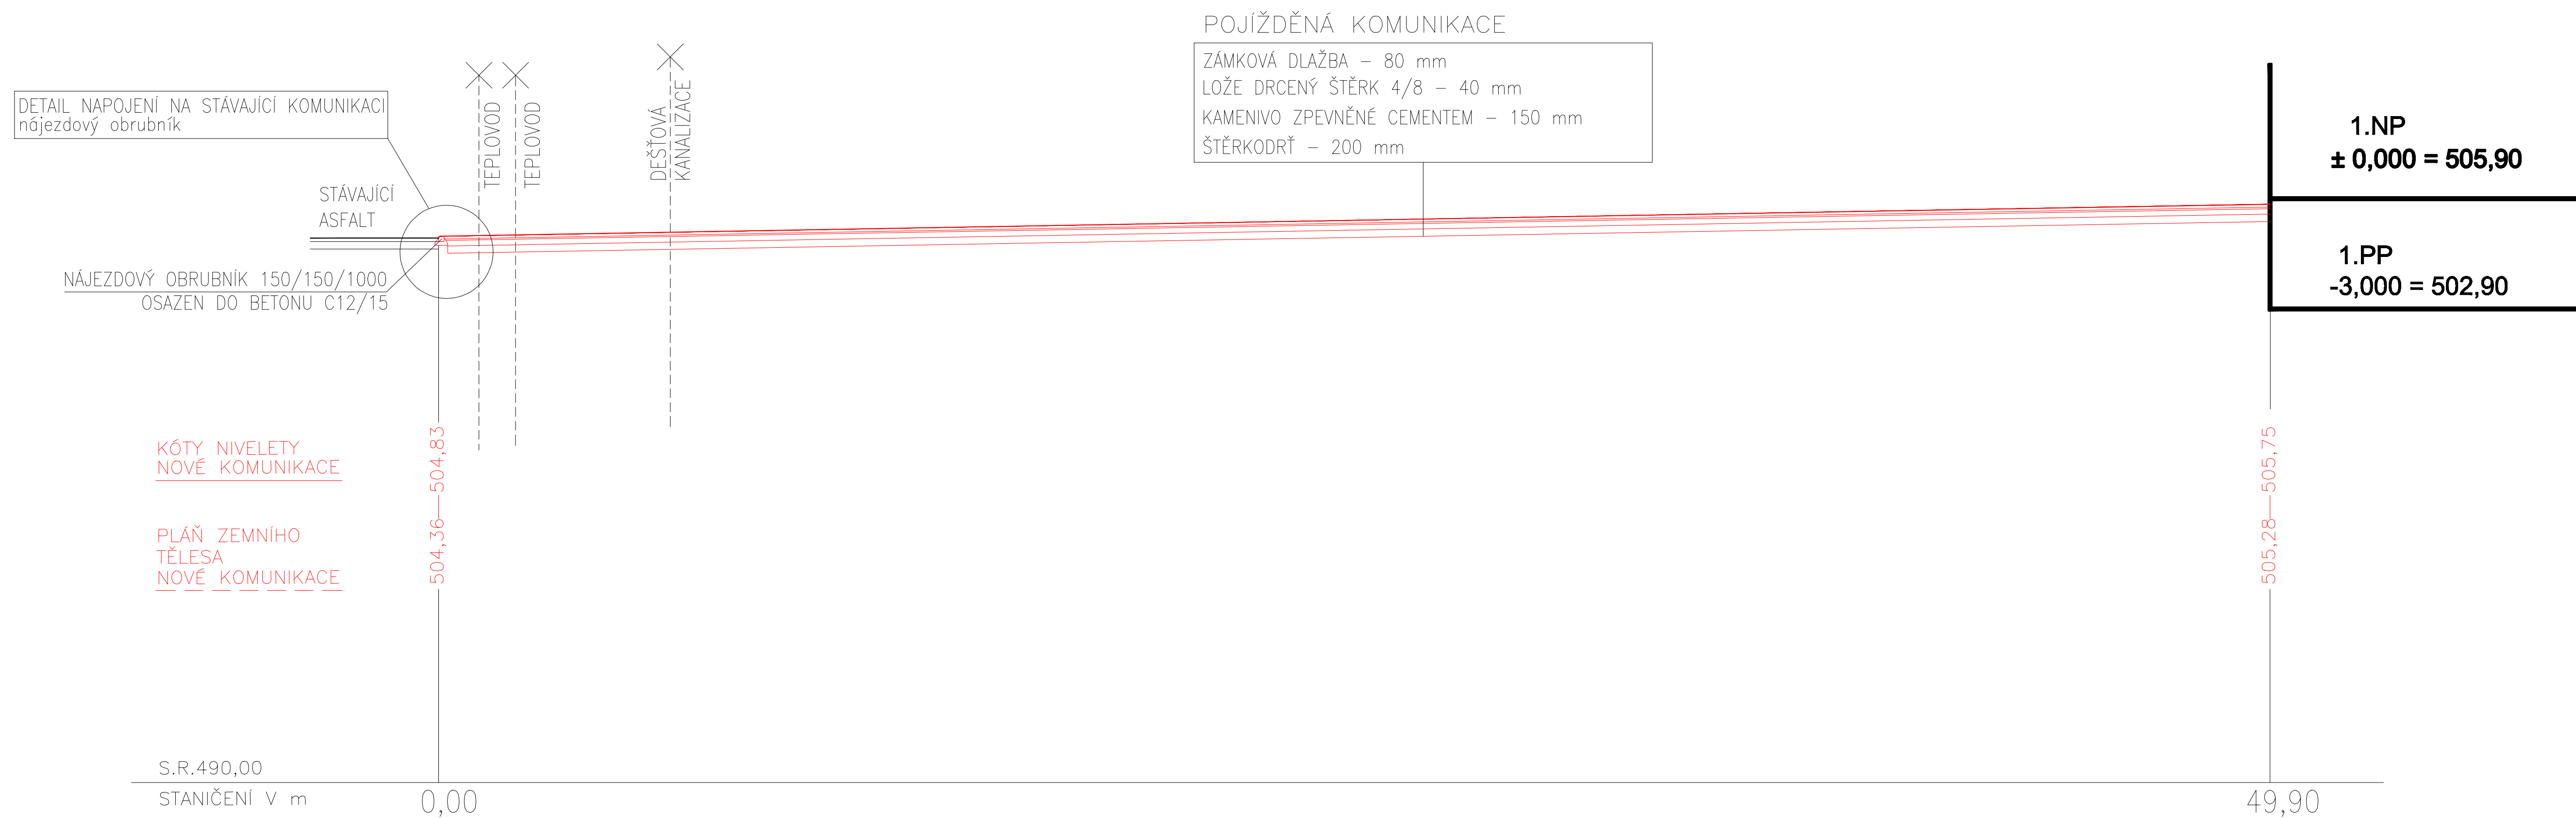 POJÍŽDĚNÁ KOMUNIKACE
ZÁMKOVÁ DLAŽBA – 80 mm
LOŽE DRCENÝ ŠTĚRK 4/8 – 40 mm
KAMENIVO ZPEVNĚNÉ CEMENTEM – 150 mm
ŠTĚRKODRŤ – 200 mm
DETAIL NAPOJENÍ NA STÁVAJÍCÍ KOMUNIKACI
nájezdový obrubník
TEPLOVOD
TEPLOVOD
DEŠŤOVÁ
KANALIZACE
1.NP
± 0,000 = 505,90
STÁVAJÍCÍ
ASFALT
1.PP
-3,000 = 502,90
NÁJEZDOVÝ OBRUBNÍK 150/150/1000
OSAZEN DO BETONU C12/15
KÓTY NIVELETY
NOVÉ KOMUNIKACE
504,83
505,75
PLÁŇ ZEMNÍHO
TĚLESA
NOVÉ KOMUNIKACE
504,36
505,28
S.R.490,00
STANIČENÍ V m
0,00
49,90